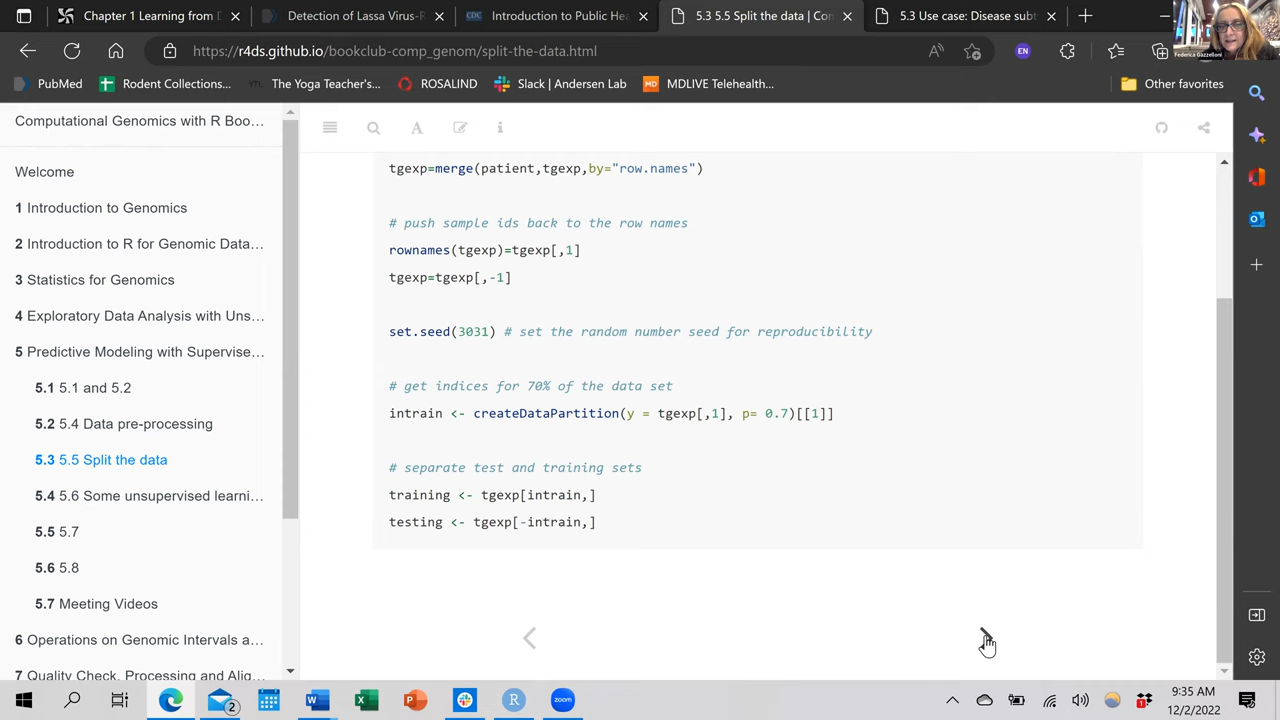 Chapter 1 Learning from D
Detection of Lassa Virus-R
CDC
Introduction to Public Hea
5.3 5.5 Split the data | Con
5.3 Use case: Disease subt
Federica Gazzelloni
https://r4ds.github.io/bookclub-comp_genom/split-the-data.html
EN
PubMed
Rodent Collections...
The Yoga Teacher's...
ROSALIND
Slack | Andersen Lab
MD
MDLIVE Telehealth...
Other favorites
Computational Genomics with R Boo...
Welcome
1 Introduction to Genomics
2 Introduction to R for Genomic Data...
3 Statistics for Genomics
4 Exploratory Data Analysis with Uns...
5 Predictive Modeling with Supervise...
5.1 5.1 and 5.2
5.2 5.4 Data pre-processing
5.3 5.5 Split the data
5.4 5.6 Some unsupervised learni...
5.5 5.7
5.6 5.8
5.7 Meeting Videos
6 Operations on Genomic Intervals a...
7 Quality Check, Processing and Alig...
tgexp=merge(patient,tgexp,by="row.names")
# push sample ids back to the row names
rownames(tgexp)=tgexp[,1]
tgexp=tgexp[,-1]
set.seed(3031) # set the random number seed for reproducibility
# get indices for 70% of the data set
intrain <- createDataPartition(y = tgexp[,1], p= 0.7)[[1]]
# separate test and training sets
training <- tgexp[intrain,]
testing <- tgexp[-intrain,]
2
zoom
1
9:35 AM
12/2/2022